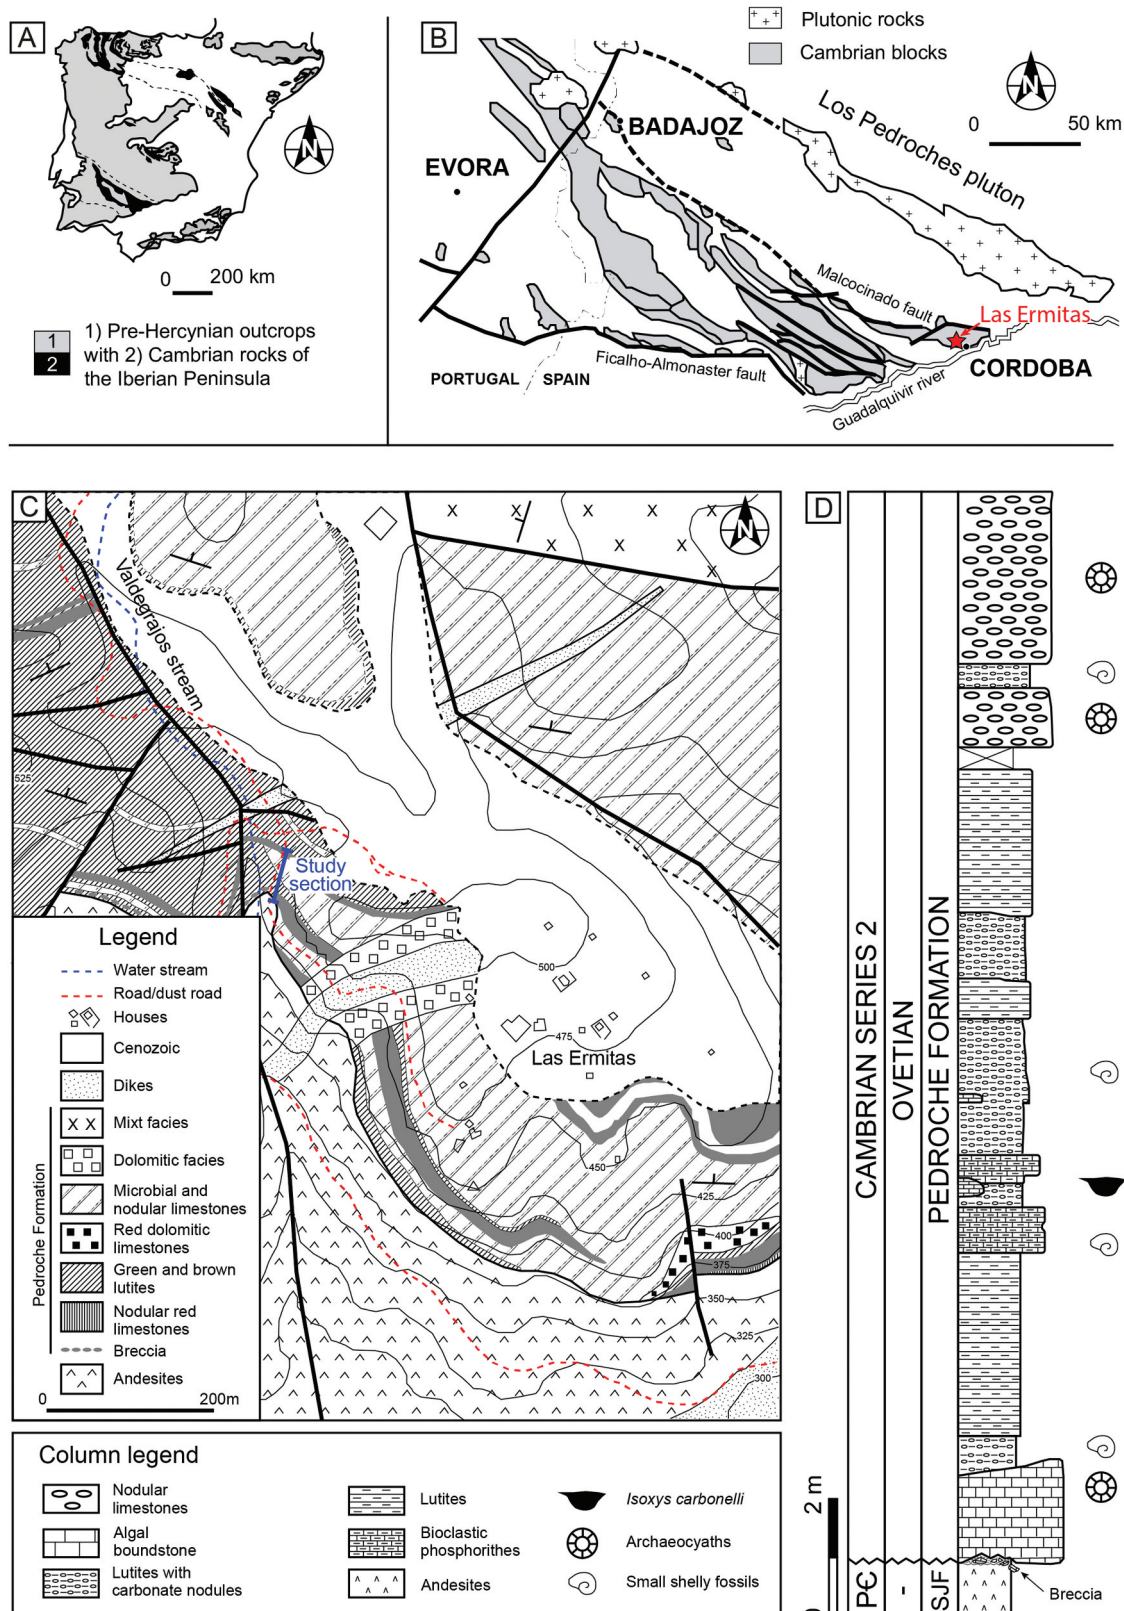 A
N
0
200 km
1
2
1) Pre-Hercynian outcrops
with 2) Cambrian rocks of
the Iberian Peninsula
B
Plutonic rocks
Cambrian blocks
N
0
50 km
BADAJOZ
EVORA
Los Pedroches pluton
Malcocinado fault
Las Ermitas
CORDOBA
Ficalho-Almonaster fault
PORTUGAL
SPAIN
Guadalquivir river
C
N
Valdegrajos stream
525
Study
section
500
475
Las Ermitas
450
425
400
375
350
325
300
Legend
Water stream
Road/dust road
Houses
Cenozoic
Dikes
Pedroche Formation
Mixt facies
Dolomitic facies
Microbial and
nodular limestones
Red dolomitic
limestones
Green and brown
lutites
Nodular red
limestones
Breccia
Andesites
0
200m
D
CAMBRIAN SERIES 2
OVETIAN
PEDROCHE FORMATION
2 m
0
PЄ
-
SJF
Breccia
Column legend
Nodular
limestones
Algal
boundstone
Lutites with
carbonate nodules
Lutites
Bioclastic
phosphorithes
Andesites
Isoxys carbonelli
Archaeocyaths
Small shelly fossils